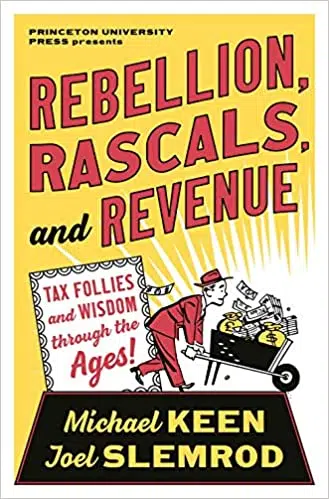 PRINCETON UNIVERSITY
PRESS presents
REBELLION,
RASCALS,
and REVENUE
TAX FOLLIES
and WISDOM
through the
Ages!
Michael KEEN
Joel SLEMROD